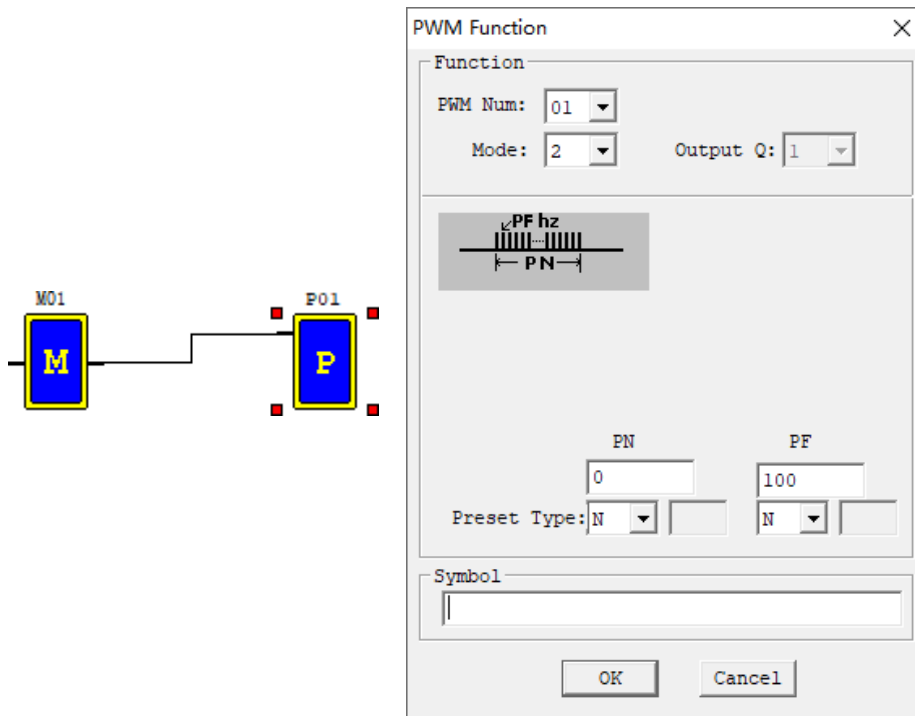 PWM Function
Function
PWM Num: 01
Mode: 2 Output Q: 1
PF hz
PN
M01 P01
M P
PN PF
0 100
Preset Type: N N
Symbol
OK Cancel